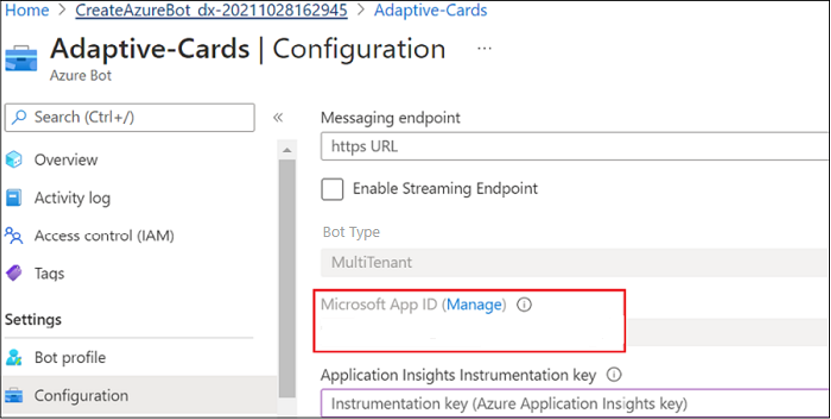 Home > CreateAzureBot_dx-20211028162945 > Adaptive-Cards
Adaptive-Cards | Configuration ...
Azure Bot
Search (Ctrl+/) «
Overview
Activity log
Access control (IAM)
Tags
Settings
Bot profile
Configuration
Messaging endpoint
https URL
Enable Streaming Endpoint
Bot Type
MultiTenant
Microsoft App ID (Manage)
Application Insights Instrumentation key
Instrumentation key (Azure Application Insights key)